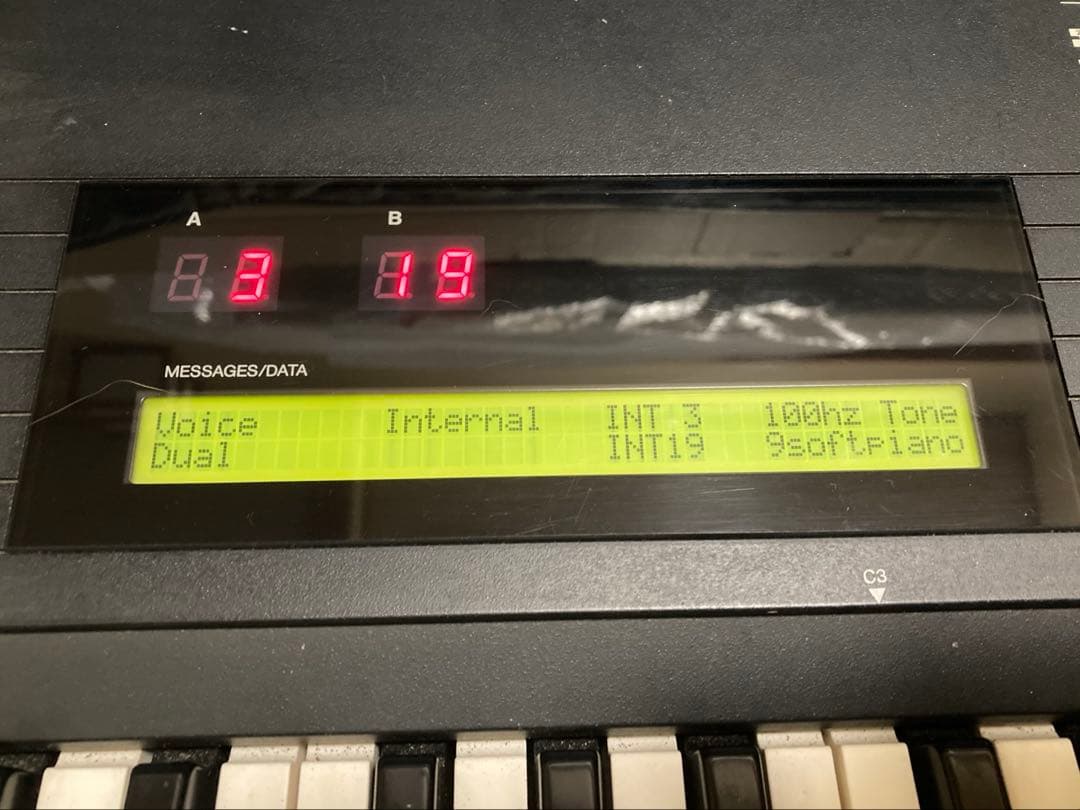 A B
3 19
MESSAGES/DATA
Voice Internal INT 3 100hz Tone
Dual INT19 9softpiano
C3